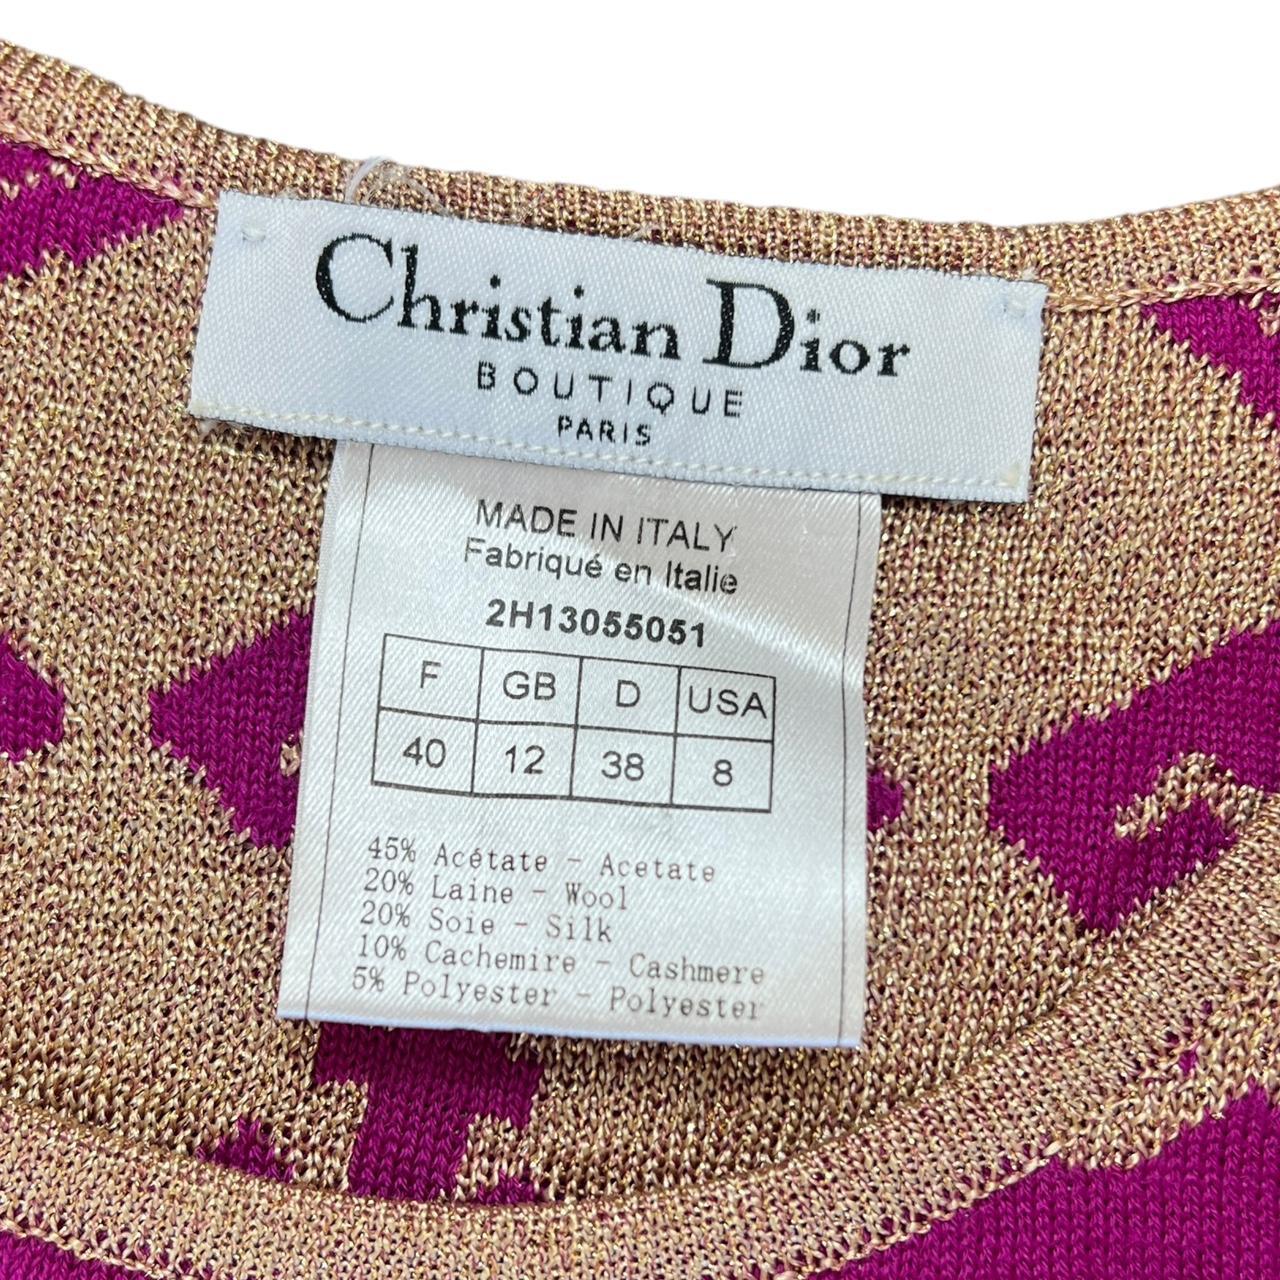 Christian Dior
BOUTIQUE
PARIS
MADE IN ITALY
Fabriqué en Italie
2H13055051
F GB D USA
40 12 38 8
45% Acétate - Acetate
20% Laine - Wool
20% Soie - Silk
10% Cachemire - Cashmere
5% Polyester - Polyester